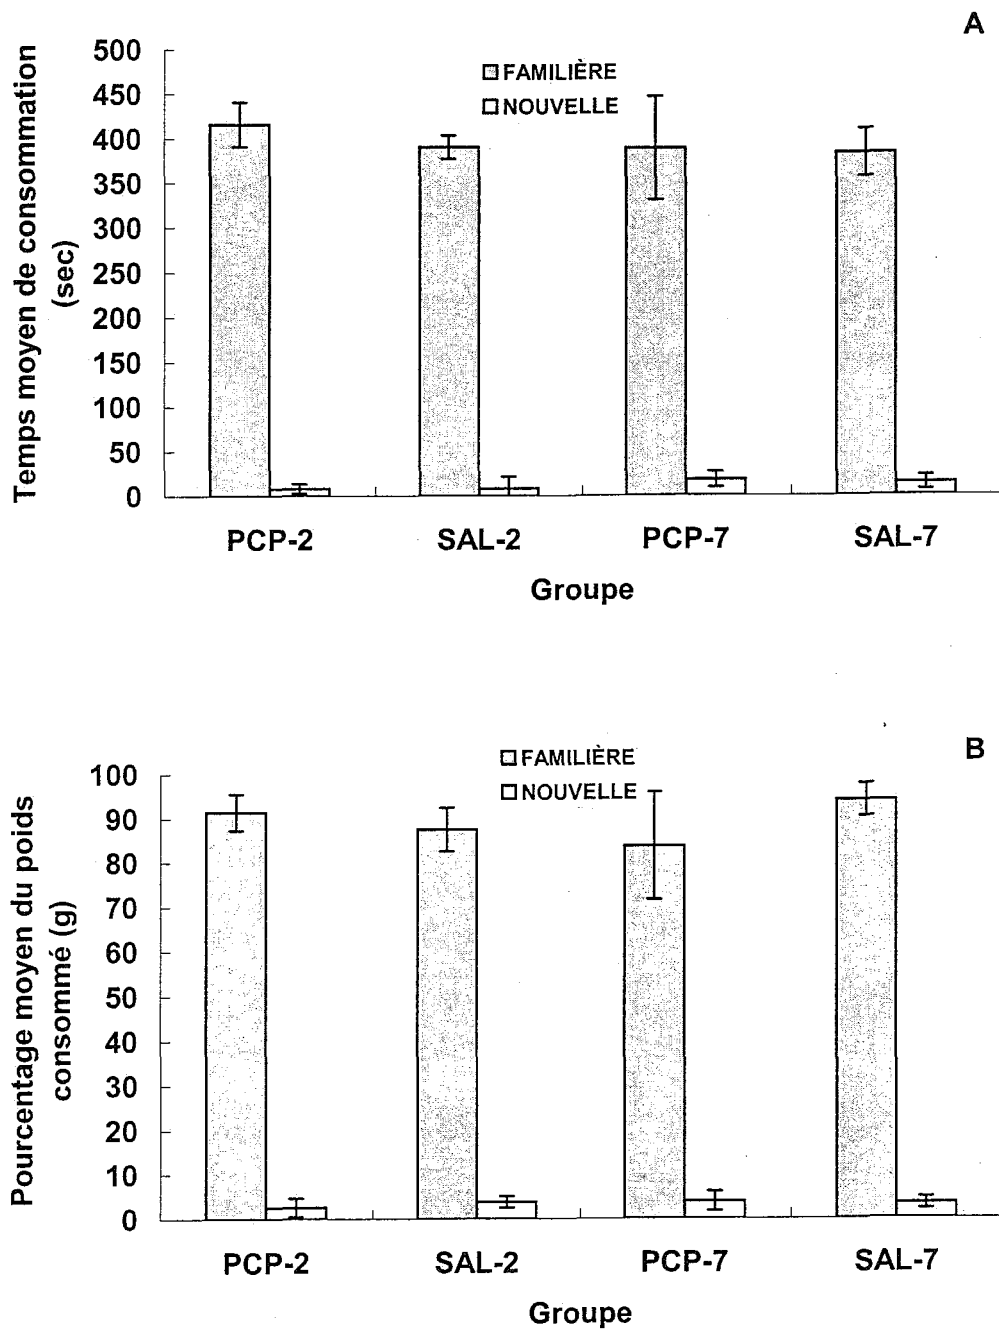 A
Temps moyen de consommation
(sec)
500
450
400
350
300
250
200
150
100
50
0
FAMILIÈRE
NOUVELLE
PCP-2 SAL-2 PCP-7 SAL-7
Groupe
B
Pourcentage moyen du poids
consommé (g)
100
90
80
70
60
50
40
30
20
10
0
FAMILIÈRE
NOUVELLE
PCP-2 SAL-2 PCP-7 SAL-7
Groupe